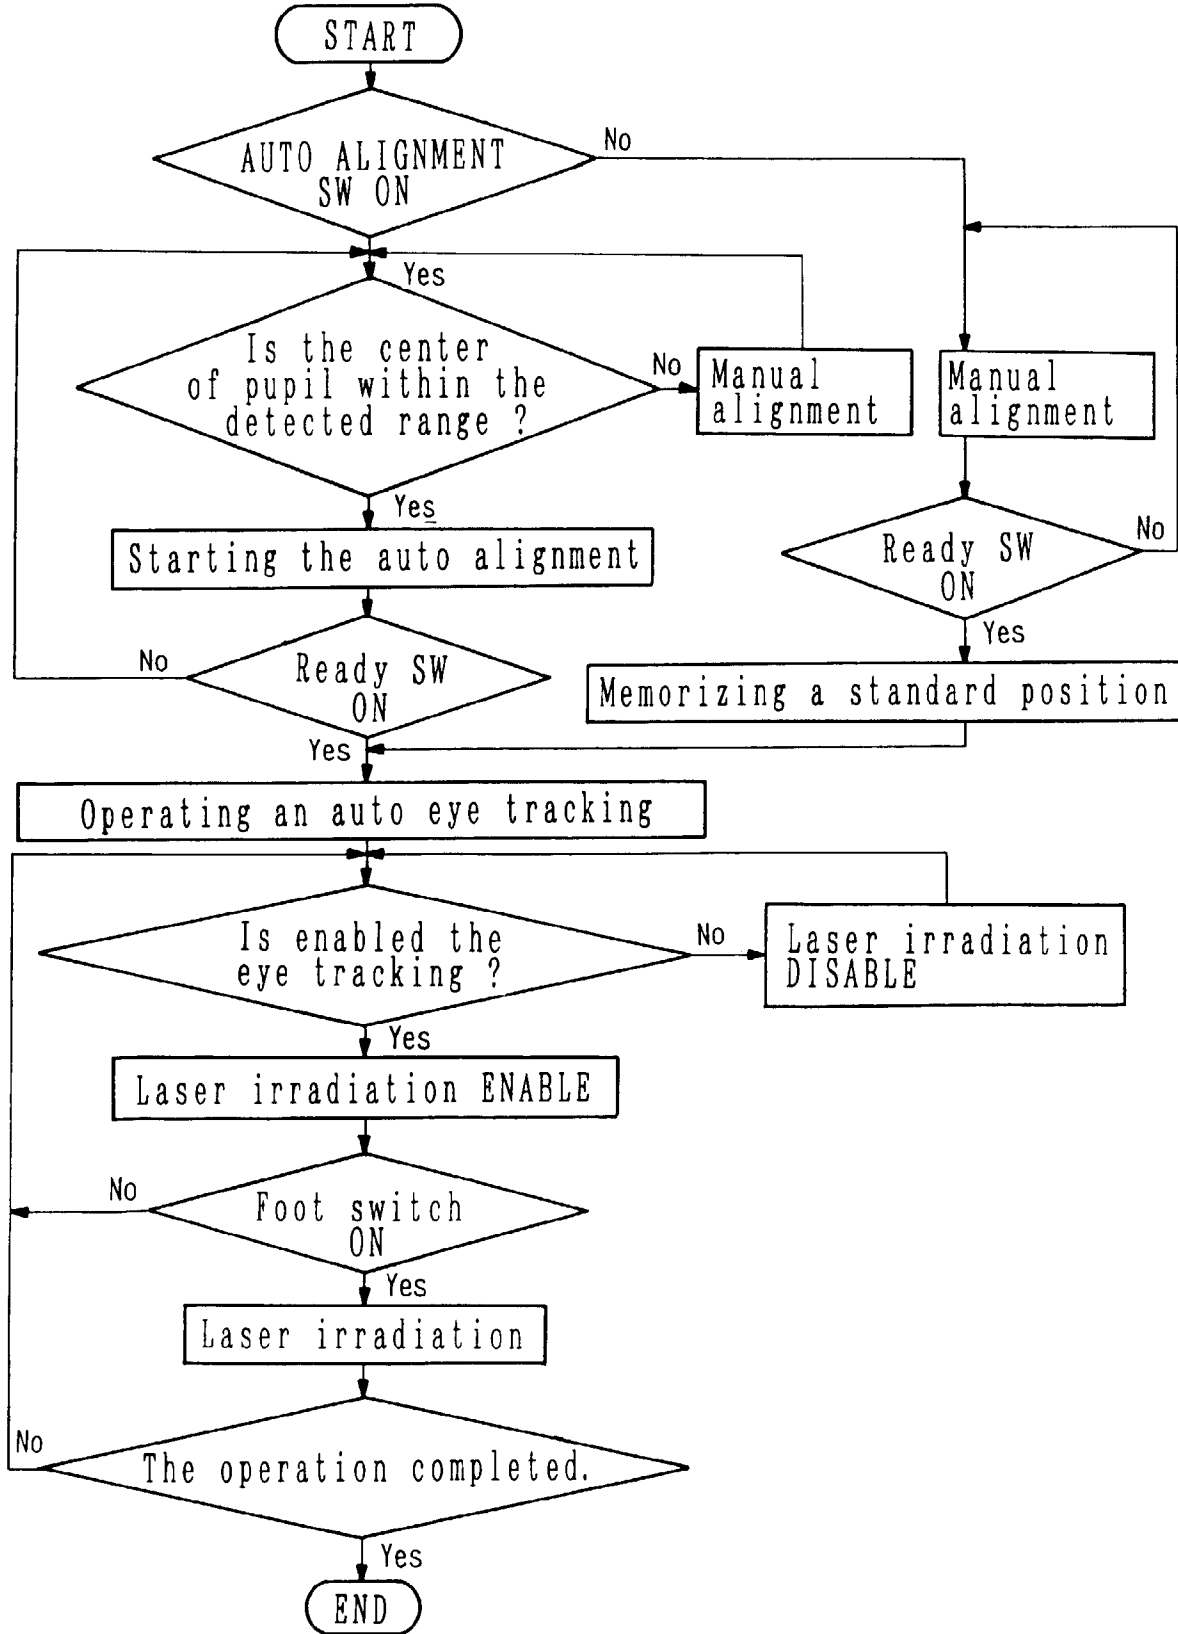 START
AUTO ALIGNMENT
SW ON
No
Yes
Is the center
of pupil within the
detected range ?
No
Manual
alignment
Manual
alignment
Yes
Starting the auto alignment
Ready SW
ON
No
Ready SW
ON
No
Yes
Memorizing a standard position
Yes
Operating an auto eye tracking
Is enabled the
eye tracking ?
No
Laser irradiation
DISABLE
Yes
Laser irradiation ENABLE
Foot switch
ON
No
Yes
Laser irradiation
No
The operation completed.
Yes
END